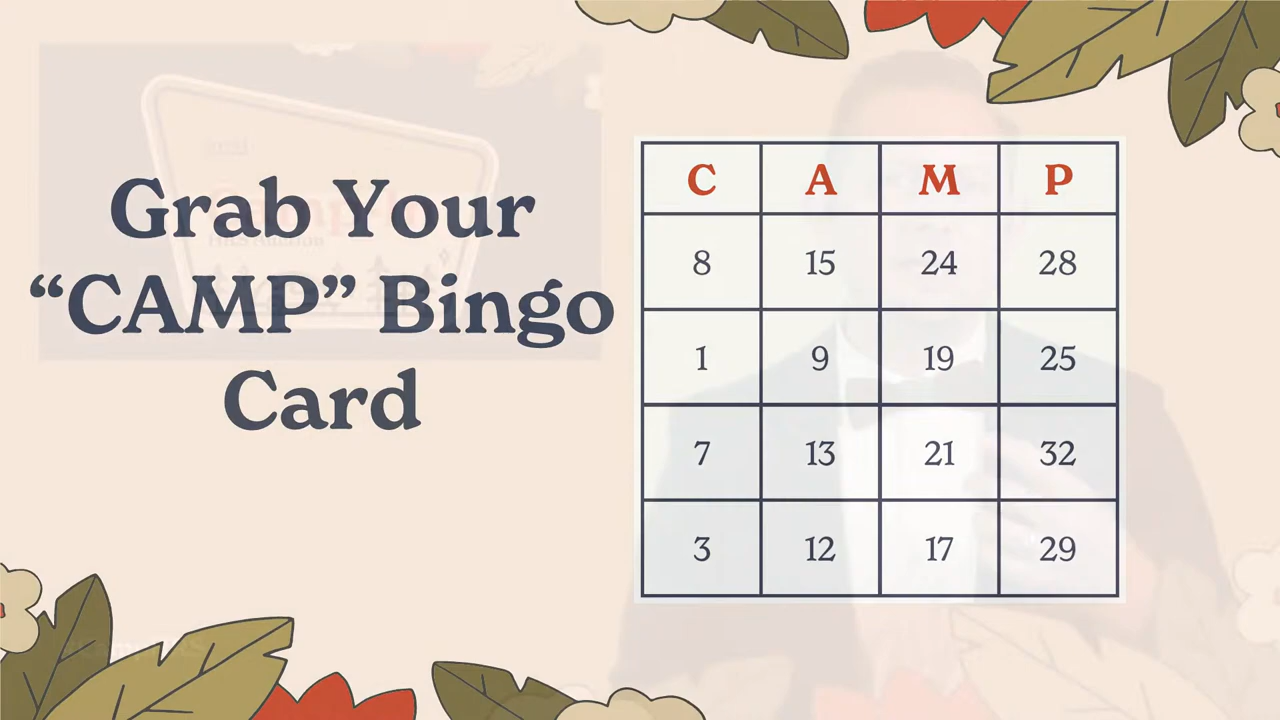 Grab Your
“CAMP” Bingo
Card
C A M P
8 15 24 28
1 9 19 25
7 13 21 32
3 12 17 29